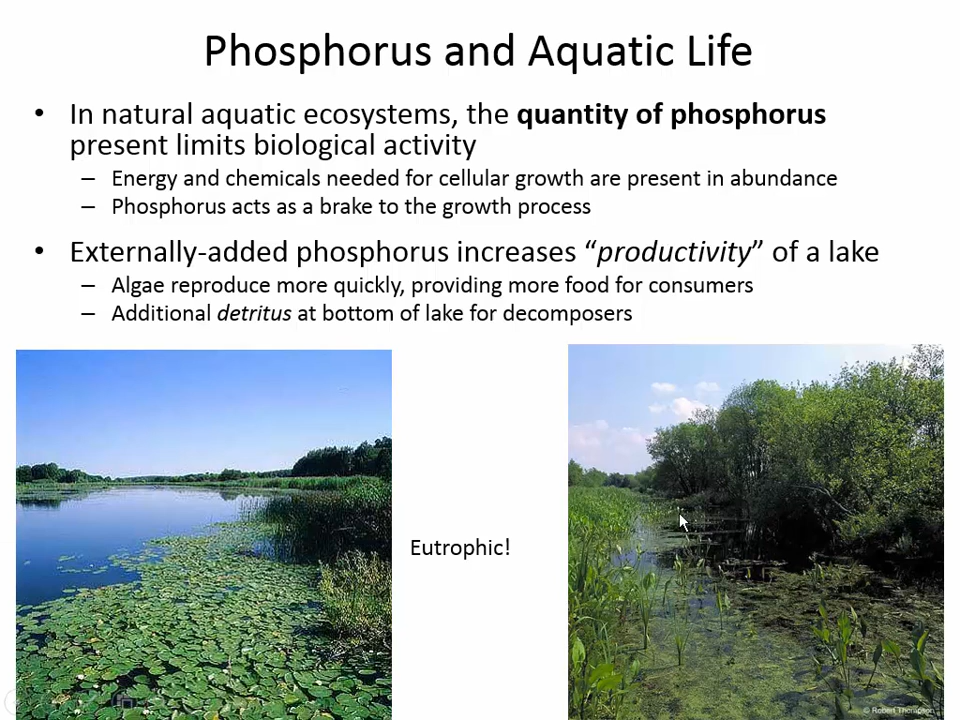 Phosphorus and Aquatic Life
• In natural aquatic ecosystems, the quantity of phosphorus
present limits biological activity
– Energy and chemicals needed for cellular growth are present in abundance
– Phosphorus acts as a brake to the growth process
• Externally-added phosphorus increases “productivity” of a lake
– Algae reproduce more quickly, providing more food for consumers
– Additional detritus at bottom of lake for decomposers
Eutrophic!
© Robert Thompson